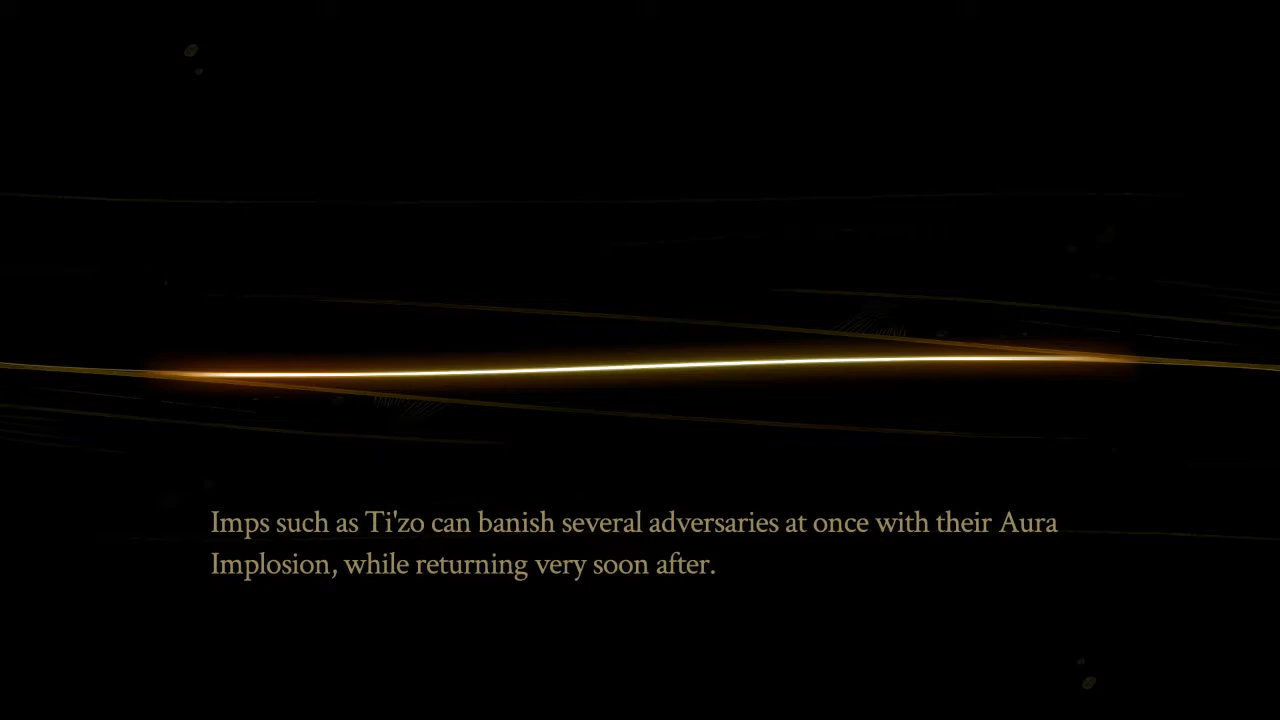 Imps such as Ti'zo can banish several adversaries at once with their Aura
Implosion, while returning very soon after.